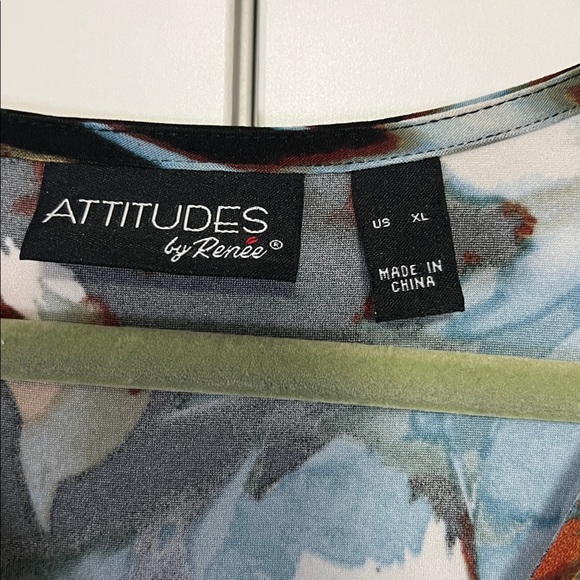 ATTITUDES
by Renée®
US XL
MADE IN
CHINA